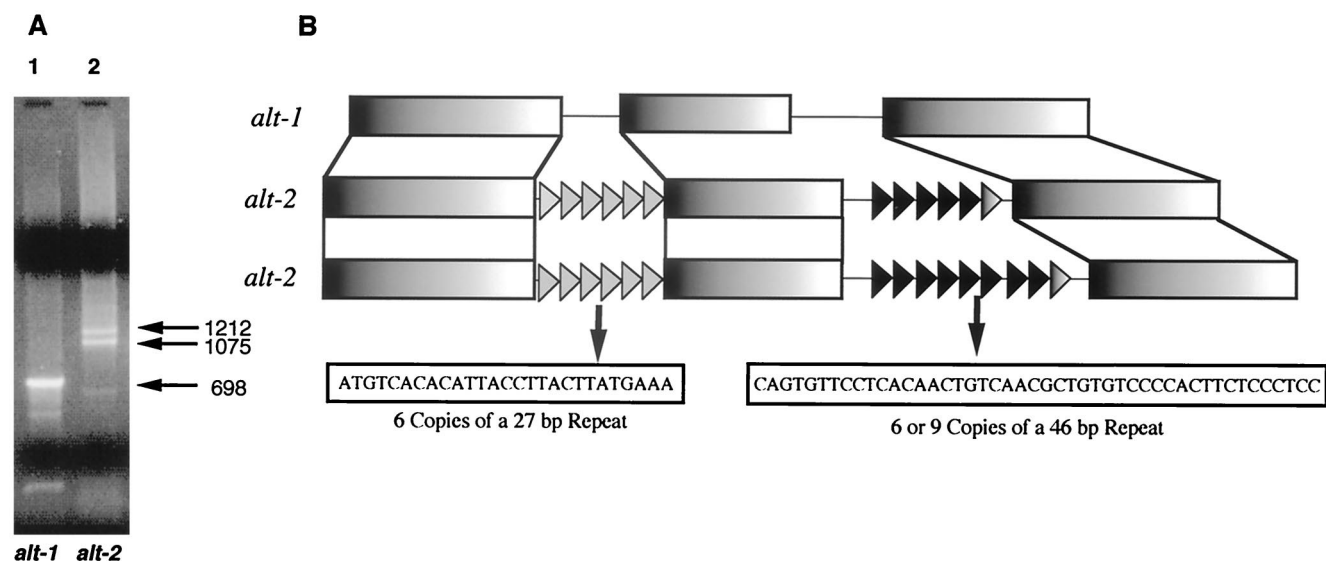 A
B
1 2
alt-1
alt-2
alt-2
1212
1075
698
ATGTCACACATTACCTTACTTATGAAA
CAGTGTTCCTCACAACTGTCAACGCTGTGTCCCCACTTCTCCCTCC
6 Copies of a 27 bp Repeat
6 or 9 Copies of a 46 bp Repeat
alt-1 alt-2